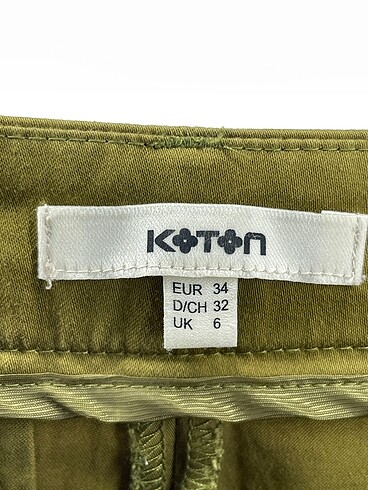 KOTON
EUR 34
D/CH 32
UK 6